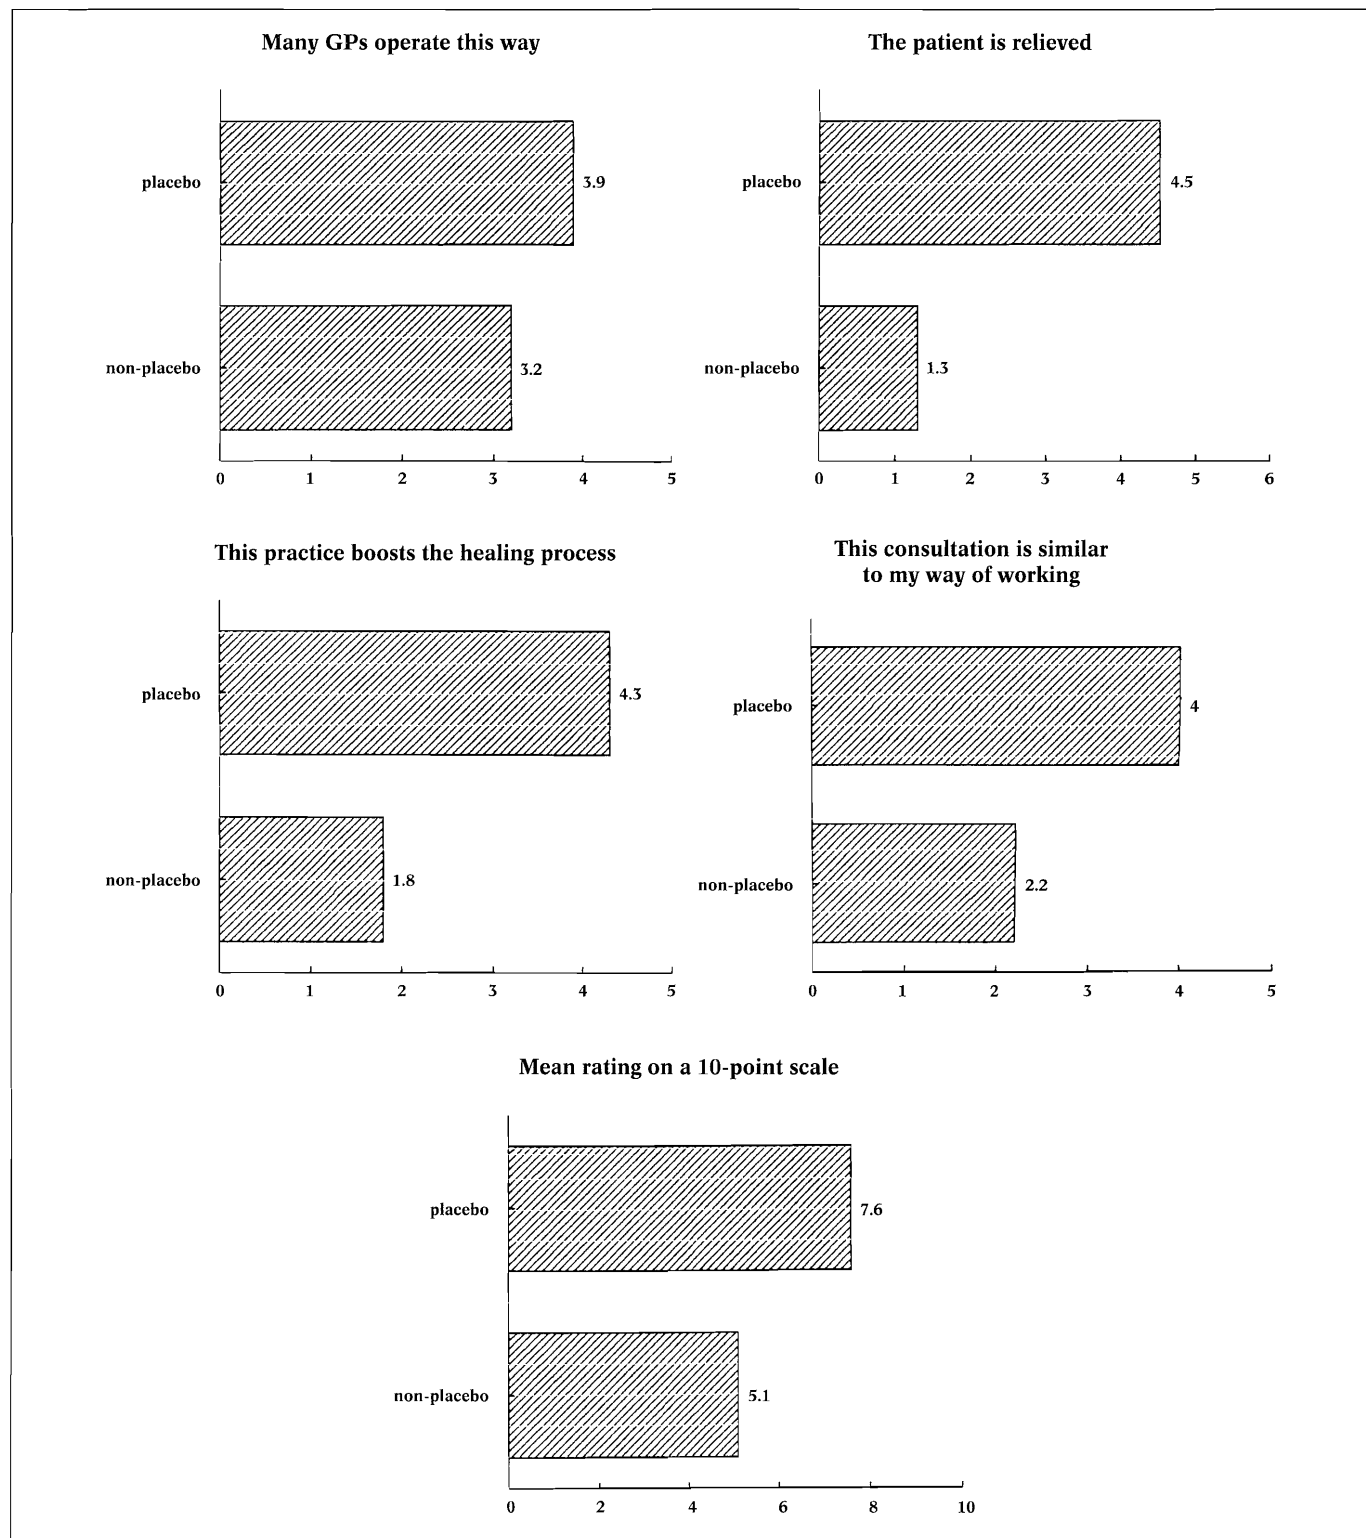 Many GPs operate this way
placebo
3.9
non-placebo
3.2
0 1 2 3 4 5
The patient is relieved
placebo
4.5
non-placebo
1.3
0 1 2 3 4 5 6
This practice boosts the healing process
placebo
4.3
non-placebo
1.8
0 1 2 3 4 5
This consultation is similar
to my way of working
placebo
4
non-placebo
2.2
0 1 2 3 4 5
Mean rating on a 10-point scale
placebo
7.6
non-placebo
5.1
0 2 4 6 8 10